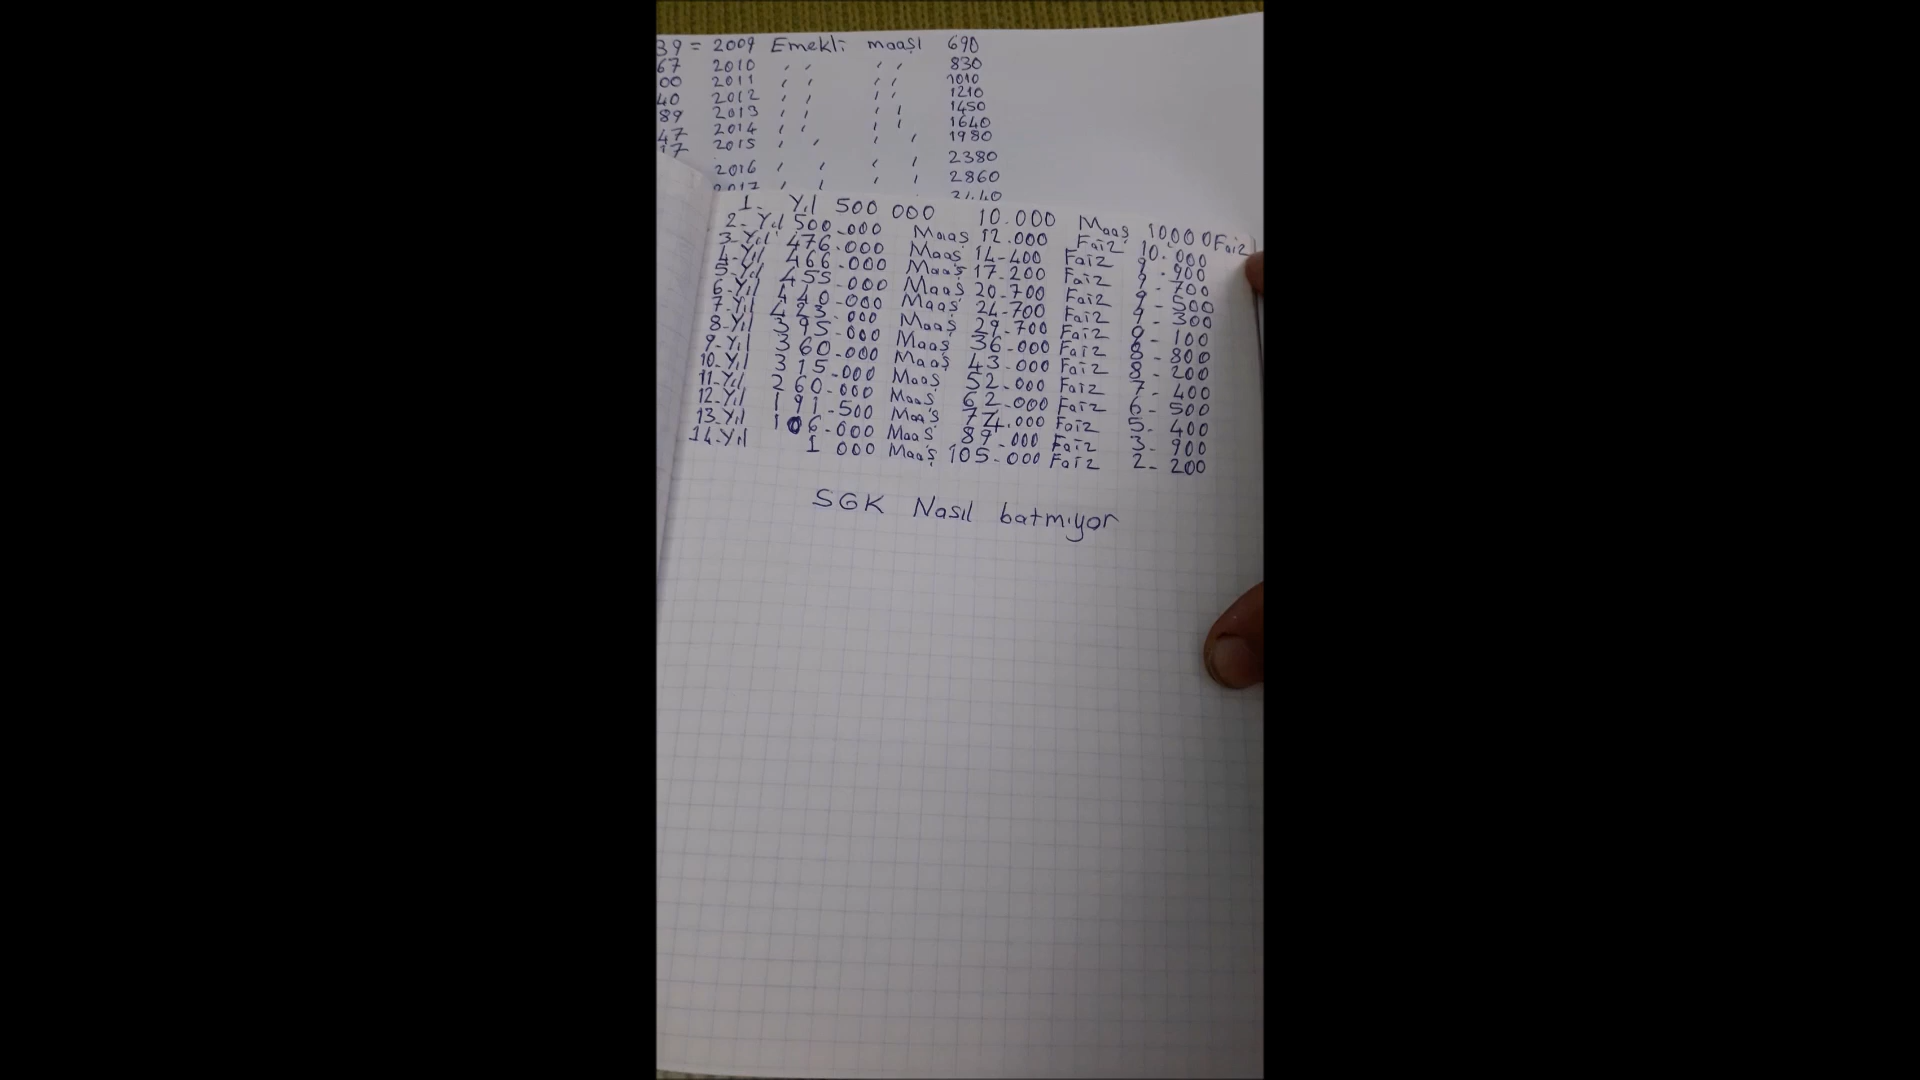 39 = 2009 Emekli maaşı 690
67 2010 ,, ,, 830
00 2011 ,, ,, 1010
40 2012 ,, ,, 1210
89 2013 ,, ,, 1450
47 2014 ,, ,, 1640
17 2015 ,, ,, 1980
2016 ,, ,, 2380
2017 ,, ,, 2860
1- Yıl 500 000 10.000 Maaş 10000 Faiz
2- Yıl 500.000 Maaş 12.000 Faiz 10.000
3- Yıl 476.000 Maaş 14-400 Faiz 9.900
4-Yıl 466-000 Maaş 17.200 Faiz 9-700
5-Yıl 455-000 Maaş 20-700 Faiz 9-500
6-Yıl 440-000 Maaş 24-700 Faiz 9-300
7-Yıl 423-000 Maaş 29-700 Faiz 9-100
8-Yıl 395-000 Maaş 36-000 Faiz 8-800
9-Yıl 360-000 Maaş 43-000 Faiz 8-200
10-Yıl 315-000 Maaş 52-000 Faiz 7-400
11-Yıl 260-000 Maaş 62-000 Faiz 6-500
12-Yıl 191-500 Maaş 74.000 Faiz 5-400
13-Yıl 106-000 Maaş 89-000 Faiz 3-900
14-Yıl 1 000 Maaş 105-000 Faiz 2-200
SGK Nasıl batmıyor